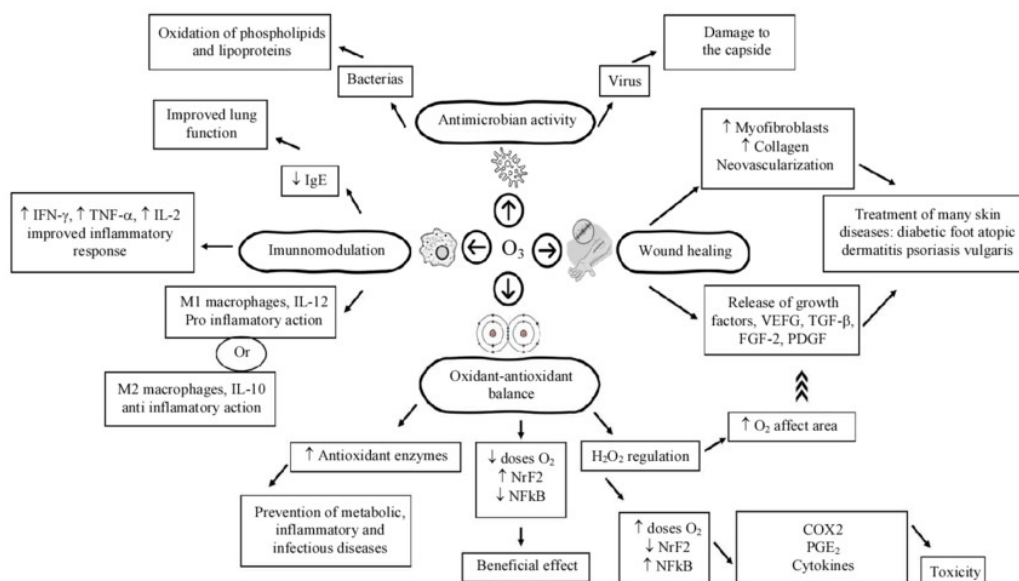 Oxidation of phospholipids
and lipoproteins
Bacterias
Damage to
the capside
Virus
Antimicrobian activity
Improved lung
function
↓ IgE
↑ IFN-γ, ↑ TNF-α, ↑ IL-2
improved inflammatory
response
Imunnomodulation
M1 macrophages, IL-12
Pro inflamatory action
Or
M2 macrophages, IL-10
anti inflamatory action
O₃
Wound healing
↑ Myofibroblasts
↑ Collagen
Neovascularization
Treatment of many skin
diseases: diabetic foot atopic
dermatitis psoriasis vulgaris
Release of growth
factors, VEFG, TGF-β,
FGF-2, PDGF
↑ O₂ affect area
Oxidant-antioxidant
balance
↑ Antioxidant enzymes
Prevention of metabolic,
inflammatory and
infectious diseases
↓ doses O₂
↑ NrF2
↓ NFkB
Beneficial effect
H₂O₂ regulation
↑ doses O₂
↓ NrF2
↑ NFkB
COX2
PGE₂
Cytokines
Toxicity